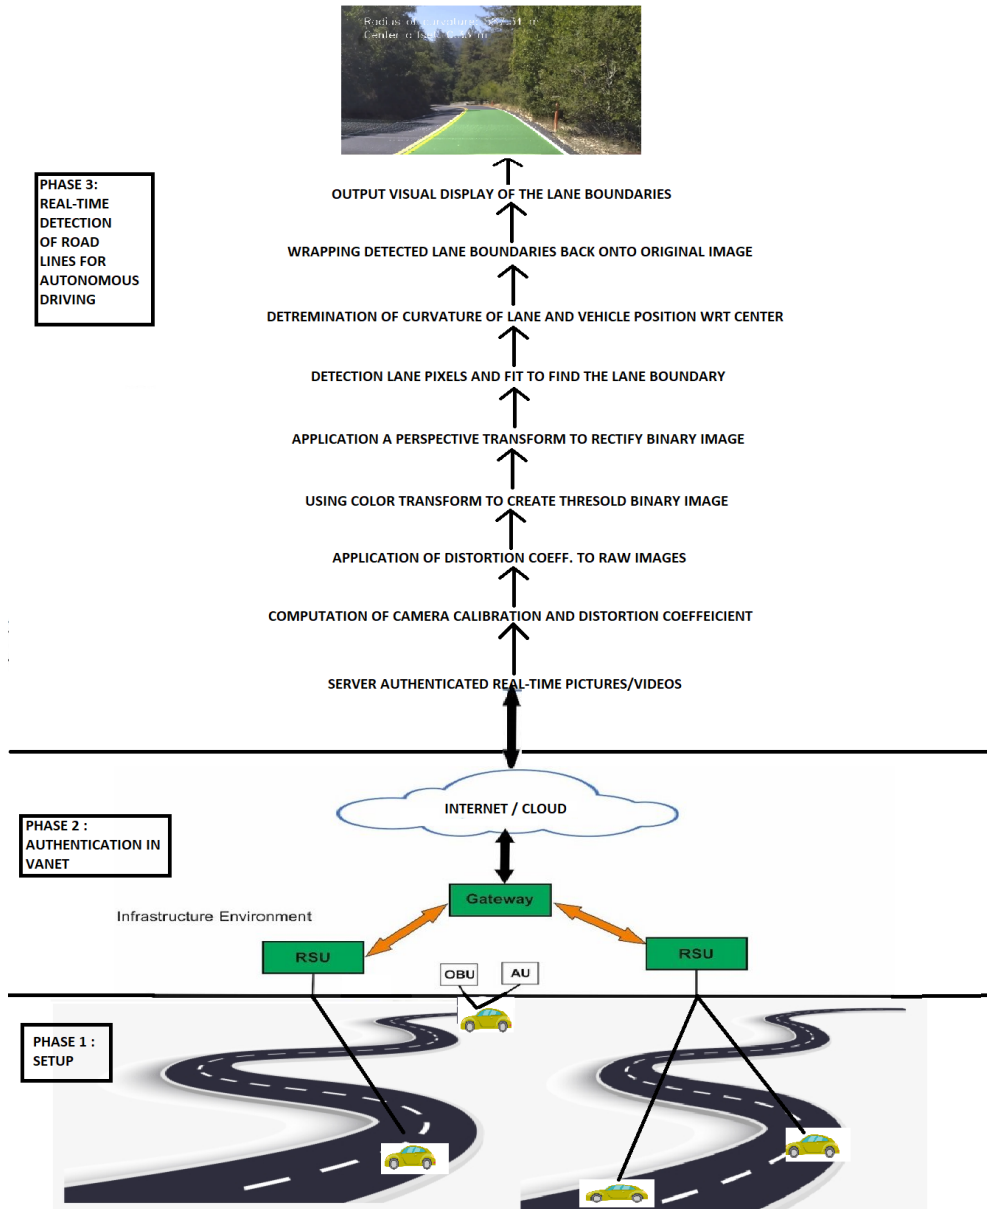 Radius of curvature:
Center
OUTPUT VISUAL DISPLAY OF THE LANE BOUNDARIES
PHASE 3:
REAL-TIME
DETECTION
OF ROAD
LINES FOR
AUTONOMOUS
DRIVING
WRAPPING DETECTED LANE BOUNDARIES BACK ONTO ORIGINAL IMAGE
DETREMINATION OF CURVATURE OF LANE AND VEHICLE POSITION WRT CENTER
DETECTION LANE PIXELS AND FIT TO FIND THE LANE BOUNDARY
APPLICATION A PERSPECTIVE TRANSFORM TO RECTIFY BINARY IMAGE
USING COLOR TRANSFORM TO CREATE THRESOLD BINARY IMAGE
APPLICATION OF DISTORTION COEFF. TO RAW IMAGES
COMPUTATION OF CAMERA CALIBRATION AND DISTORTION COEFFEICIENT
SERVER AUTHENTICATED REAL-TIME PICTURES/VIDEOS
INTERNET / CLOUD
PHASE 2 :
AUTHENTICATION IN
VANET
Gateway
Infrastructure Environment
RSU
RSU
OBU
AU
PHASE 1 :
SETUP